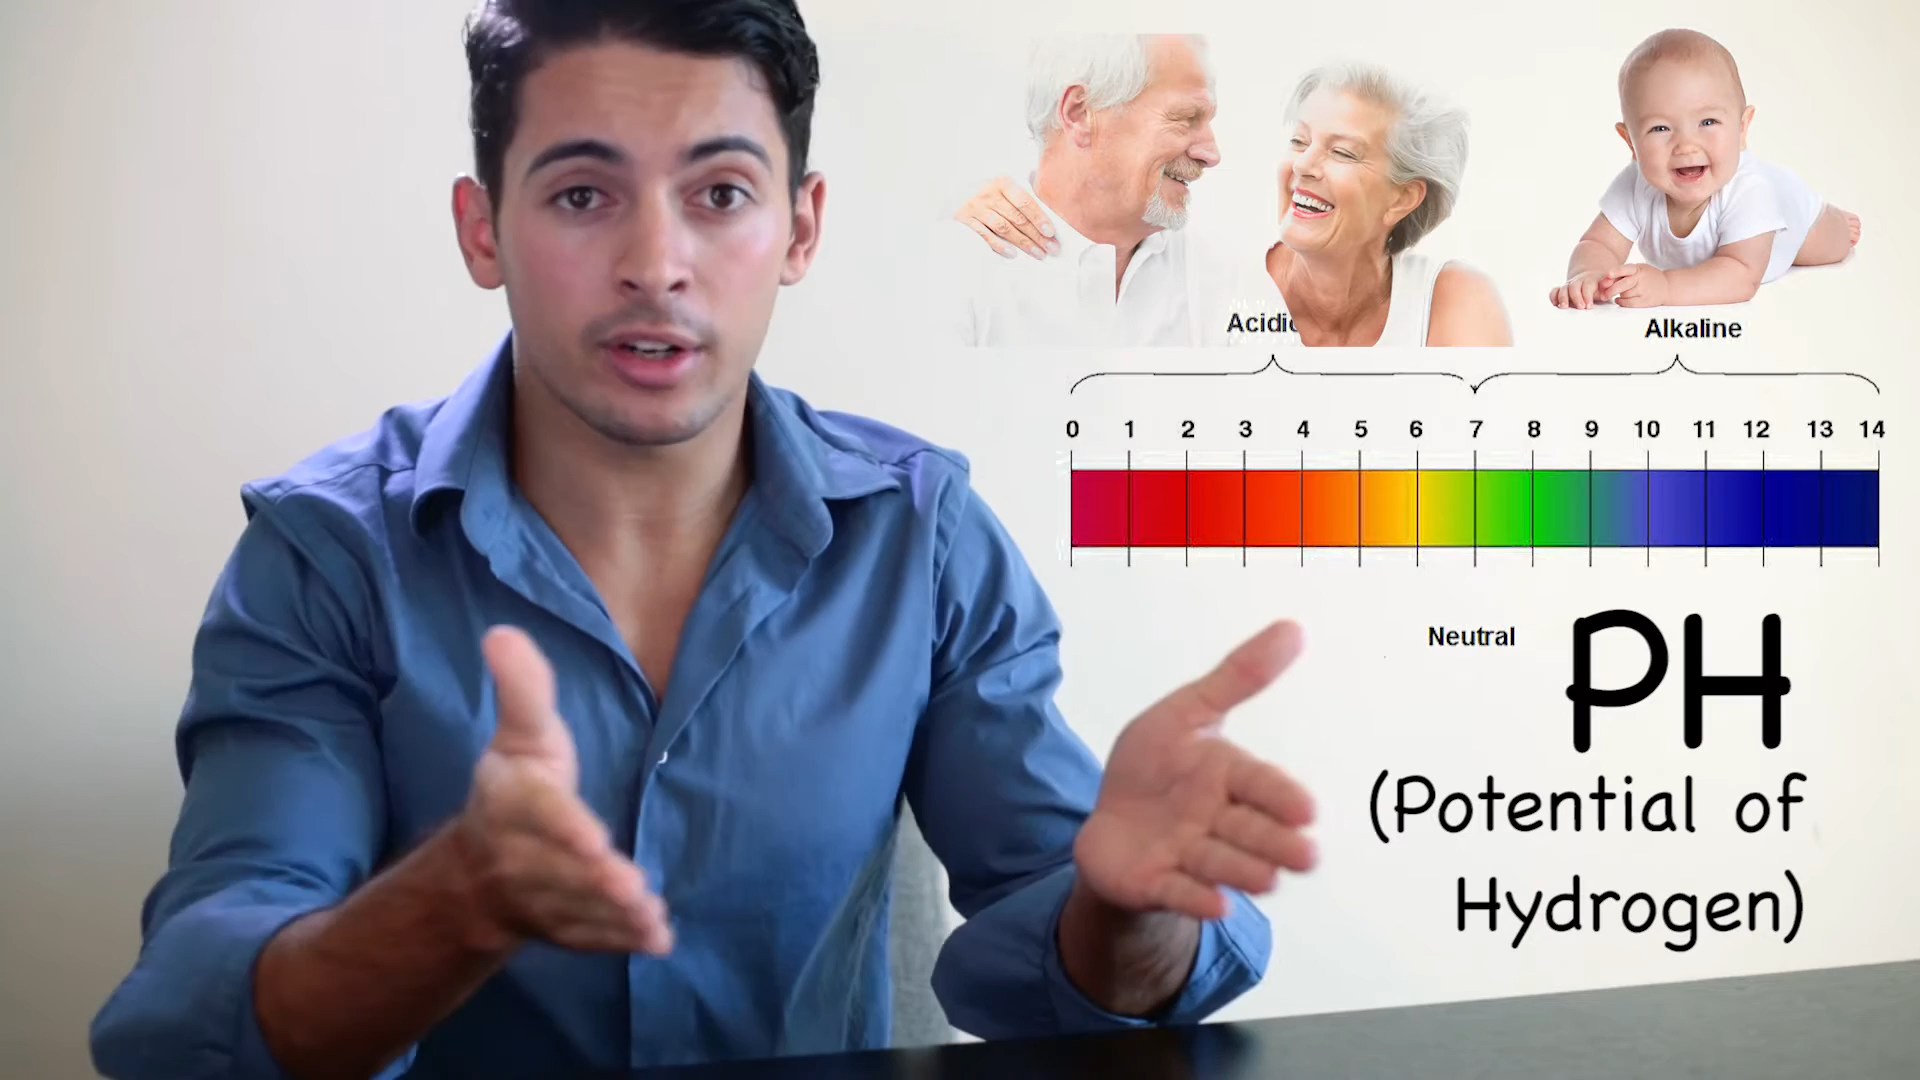 Acidic
Alkaline
0 1 2 3 4 5 6 7 8 9 10 11 12 13 14
Neutral
PH
(Potential of
Hydrogen)